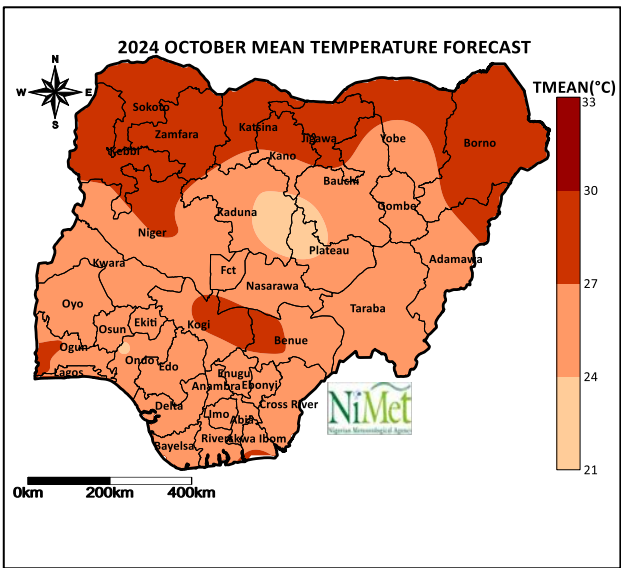 2024 OCTOBER MEAN TEMPERATURE FORECAST
N
W E
S
TMEAN(°C)
33
30
27
24
21
Sokoto
Zamfara
Kebbi
Katsina
Jigawa
Kano
Yobe
Borno
Bauchi
Gombe
Kaduna
Niger
Plateau
Adamawa
Kwara
Fct
Nasarawa
Taraba
Oyo
Osun
Ekiti
Kogi
Benue
Ogun
Lagos
Ondo
Edo
Enugu
Anambra
Ebonyi
Cross River
Delta
Imo
Abia
Bayelsa
Rivers
Akwa Ibom
NiMet
Nigerian Meteorological Agency
0km 200km 400km